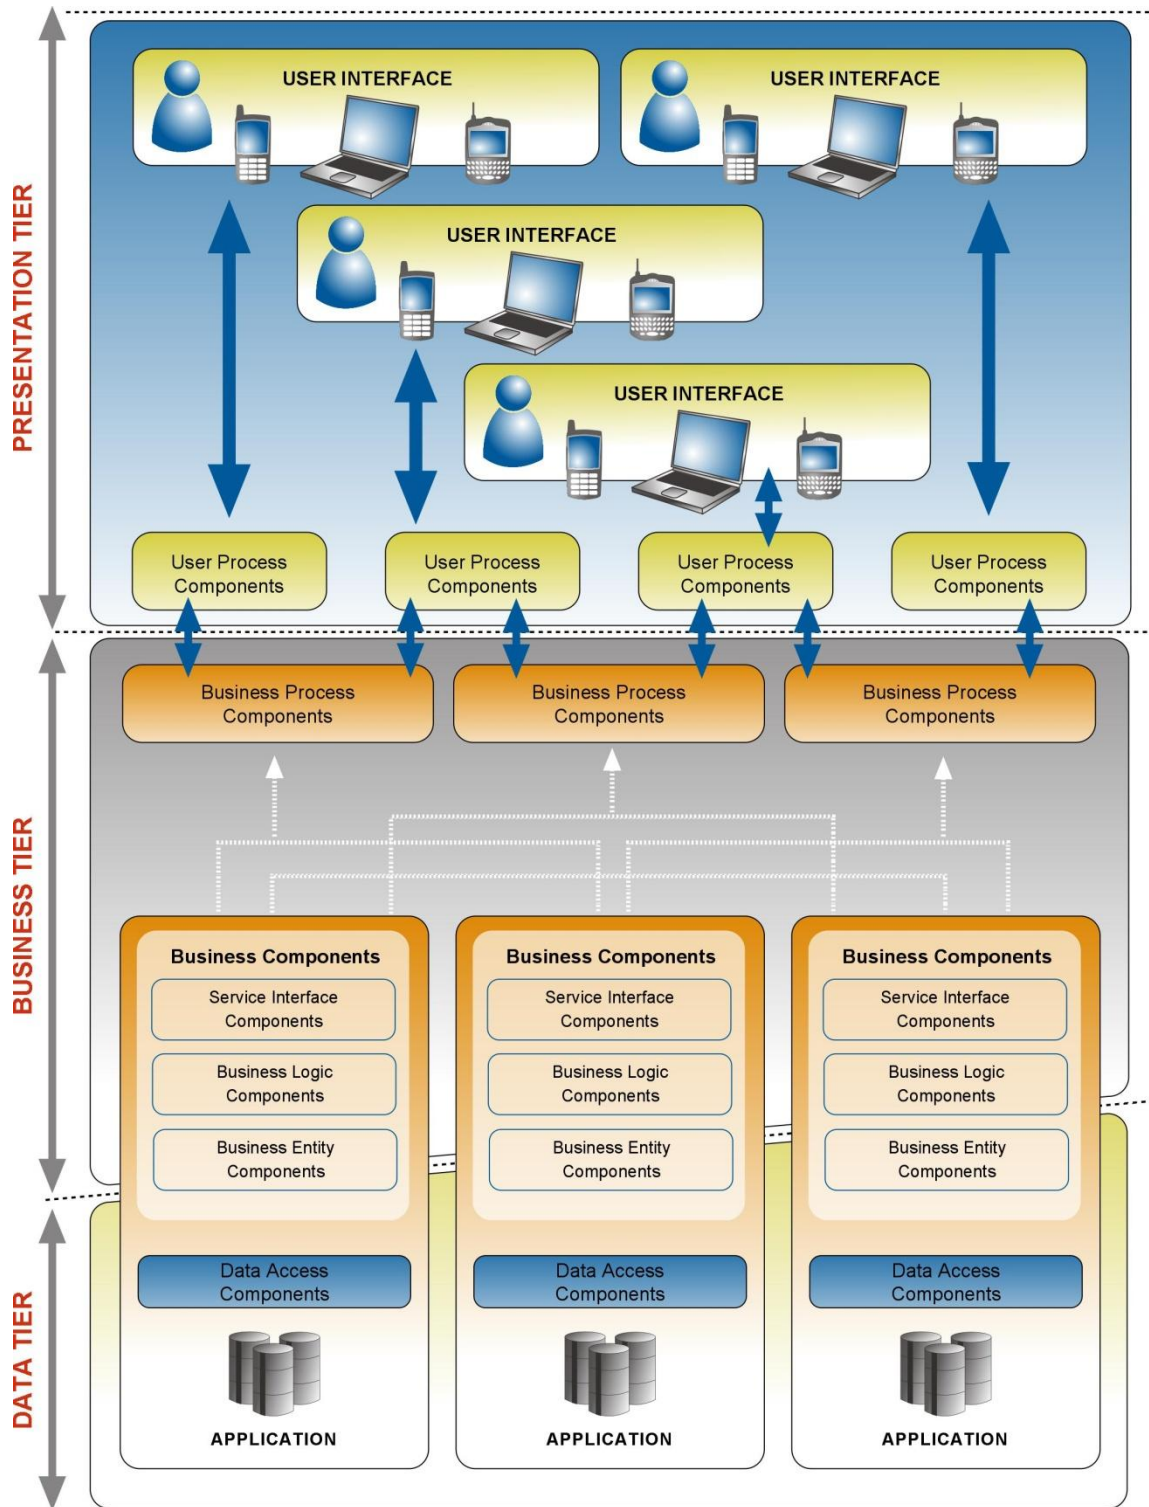 PRESENTATION TIER
USER INTERFACE
USER INTERFACE
USER INTERFACE
USER INTERFACE
User Process
Components
User Process
Components
User Process
Components
User Process
Components
BUSINESS TIER
Business Process
Components
Business Process
Components
Business Process
Components
Business Components
Service Interface
Components
Business Logic
Components
Business Entity
Components
Business Components
Service Interface
Components
Business Logic
Components
Business Entity
Components
Business Components
Service Interface
Components
Business Logic
Components
Business Entity
Components
DATA TIER
Data Access
Components
APPLICATION
Data Access
Components
APPLICATION
Data Access
Components
APPLICATION